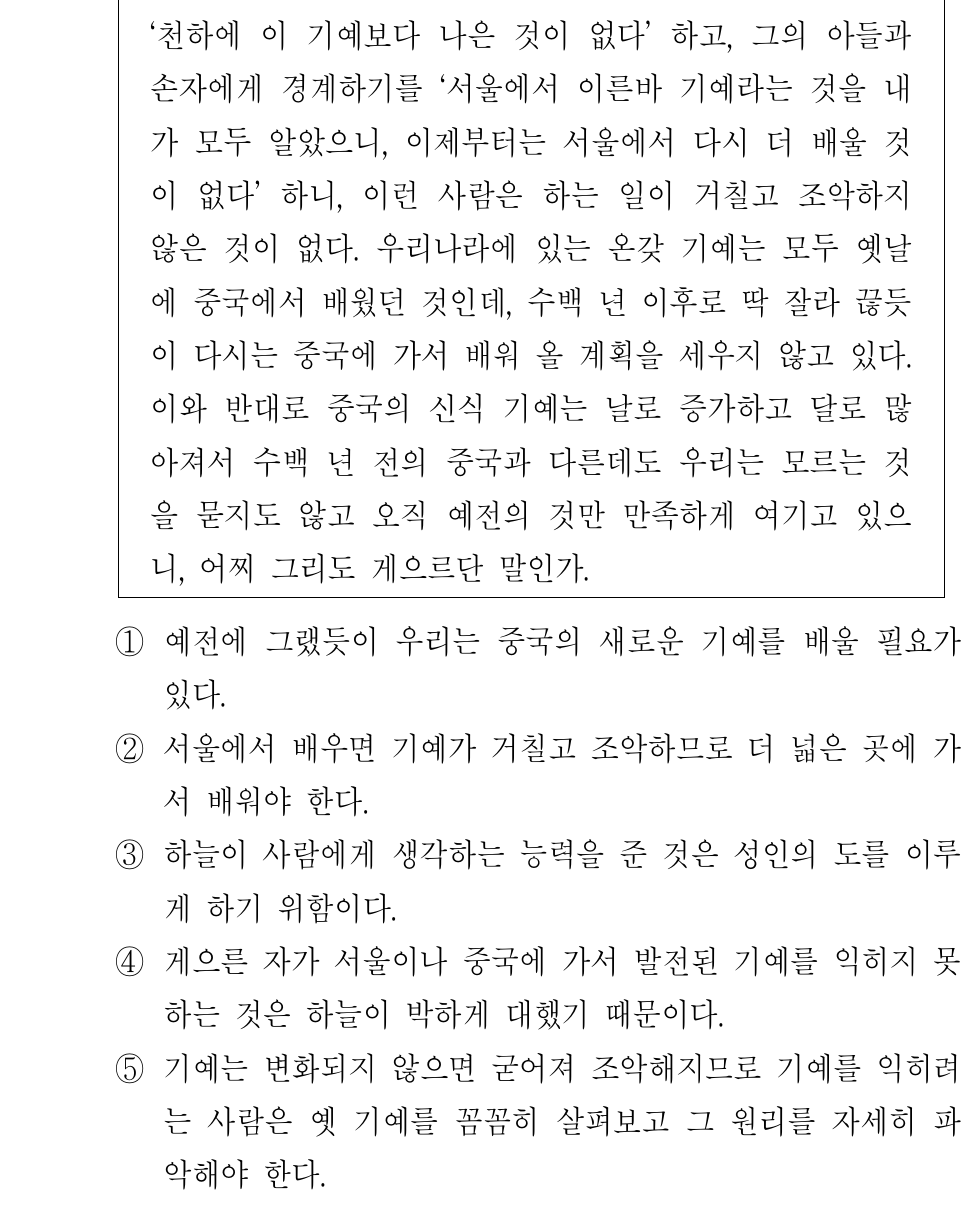 ‘천하에 이 기예보다 나은 것이 없다’ 하고, 그의 아들과
손자에게 경계하기를 ‘서울에서 이른바 기예라는 것을 내
가 모두 알았으니, 이제부터는 서울에서 다시 더 배울 것
이 없다’ 하니, 이런 사람은 하는 일이 거칠고 조악하지
않은 것이 없다. 우리나라에 있는 온갖 기예는 모두 옛날
에 중국에서 배웠던 것인데, 수백 년 이후로 딱 잘라 끊듯
이 다시는 중국에 가서 배워 올 계획을 세우지 않고 있다.
이와 반대로 중국의 신식 기예는 날로 증가하고 달로 많
아져서 수백 년 전의 중국과 다른데도 우리는 모르는 것
을 묻지도 않고 오직 예전의 것만 만족하게 여기고 있으
니, 어찌 그리도 게으르단 말인가.
① 예전에 그랬듯이 우리는 중국의 새로운 기예를 배울 필요가
있다.
② 서울에서 배우면 기예가 거칠고 조악하므로 더 넓은 곳에 가
서 배워야 한다.
③ 하늘이 사람에게 생각하는 능력을 준 것은 성인의 도를 이루
게 하기 위함이다.
④ 게으른 자가 서울이나 중국에 가서 발전된 기예를 익히지 못
하는 것은 하늘이 박하게 대했기 때문이다.
⑤ 기예는 변화되지 않으면 굳어져 조악해지므로 기예를 익히려
는 사람은 옛 기예를 꼼꼼히 살펴보고 그 원리를 자세히 파
악해야 한다.